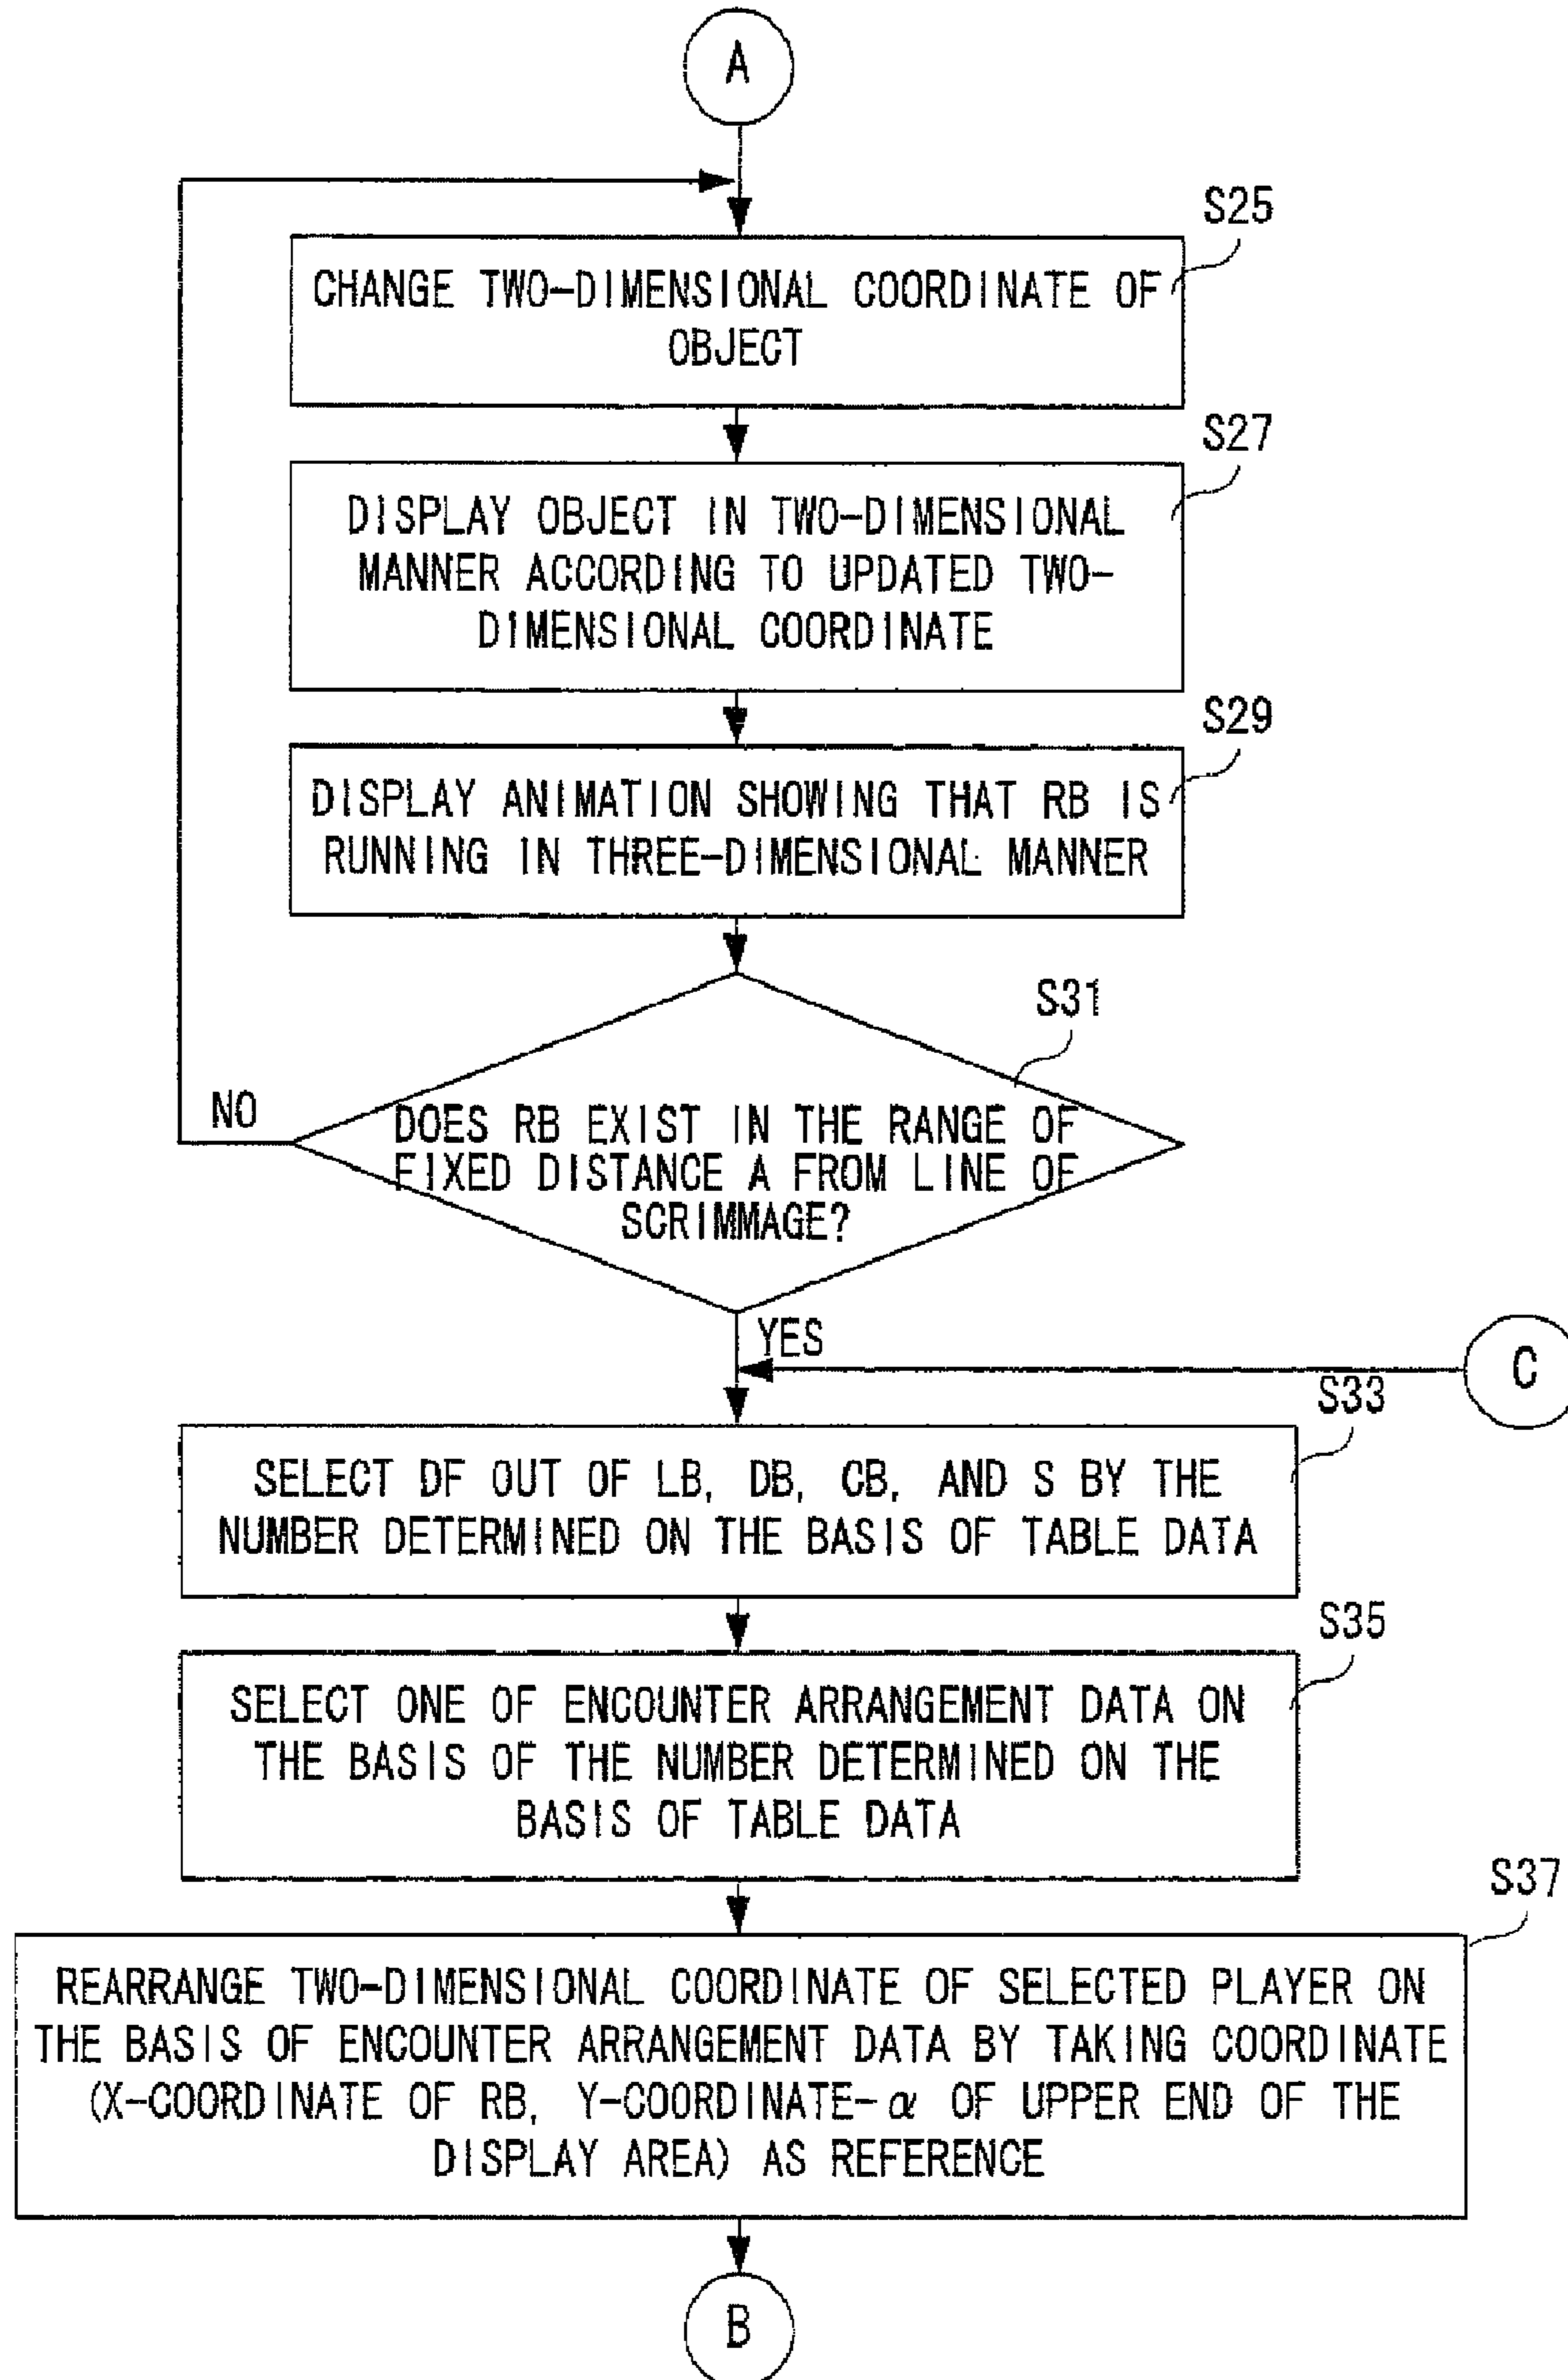 A
S25
CHANGE TWO-DIMENSIONAL COORDINATE OF
OBJECT
S27
DISPLAY OBJECT IN TWO-DIMENSIONAL
MANNER ACCORDING TO UPDATED TWO-
DIMENSIONAL COORDINATE
S29
DISPLAY ANIMATION SHOWING THAT RB IS
RUNNING IN THREE-DIMENSIONAL MANNER
S31
NO
DOES RB EXIST IN THE RANGE OF
FIXED DISTANCE A FROM LINE OF
SCRIMMAGE?
YES
C
S33
SELECT DF OUT OF LB, DB, CB, AND S BY THE
NUMBER DETERMINED ON THE BASIS OF TABLE DATA
S35
SELECT ONE OF ENCOUNTER ARRANGEMENT DATA ON
THE BASIS OF THE NUMBER DETERMINED ON THE
BASIS OF TABLE DATA
S37
REARRANGE TWO-DIMENSIONAL COORDINATE OF SELECTED PLAYER ON
THE BASIS OF ENCOUNTER ARRANGEMENT DATA BY TAKING COORDINATE
(X-COORDINATE OF RB, Y-COORDINATE-α OF UPPER END OF THE
DISPLAY AREA) AS REFERENCE
B